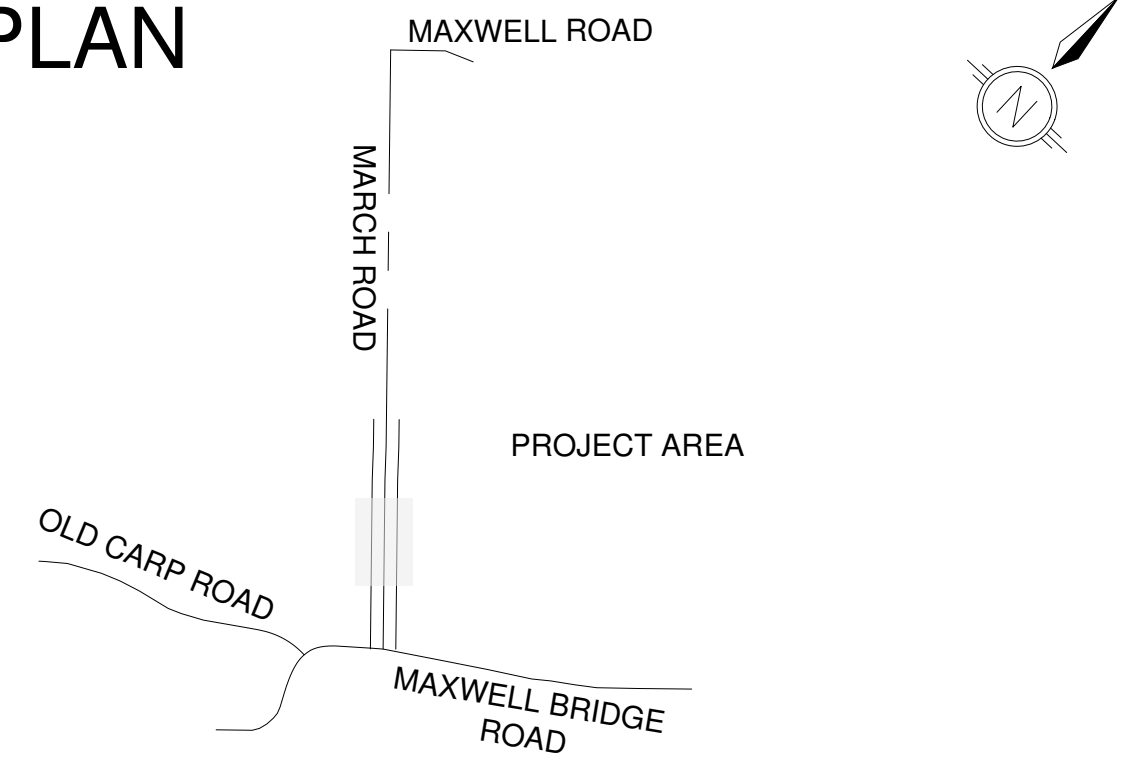 PLAN
MAXWELL ROAD
N
MARCH ROAD
PROJECT AREA
OLD CARP ROAD
MAXWELL BRIDGE
ROAD